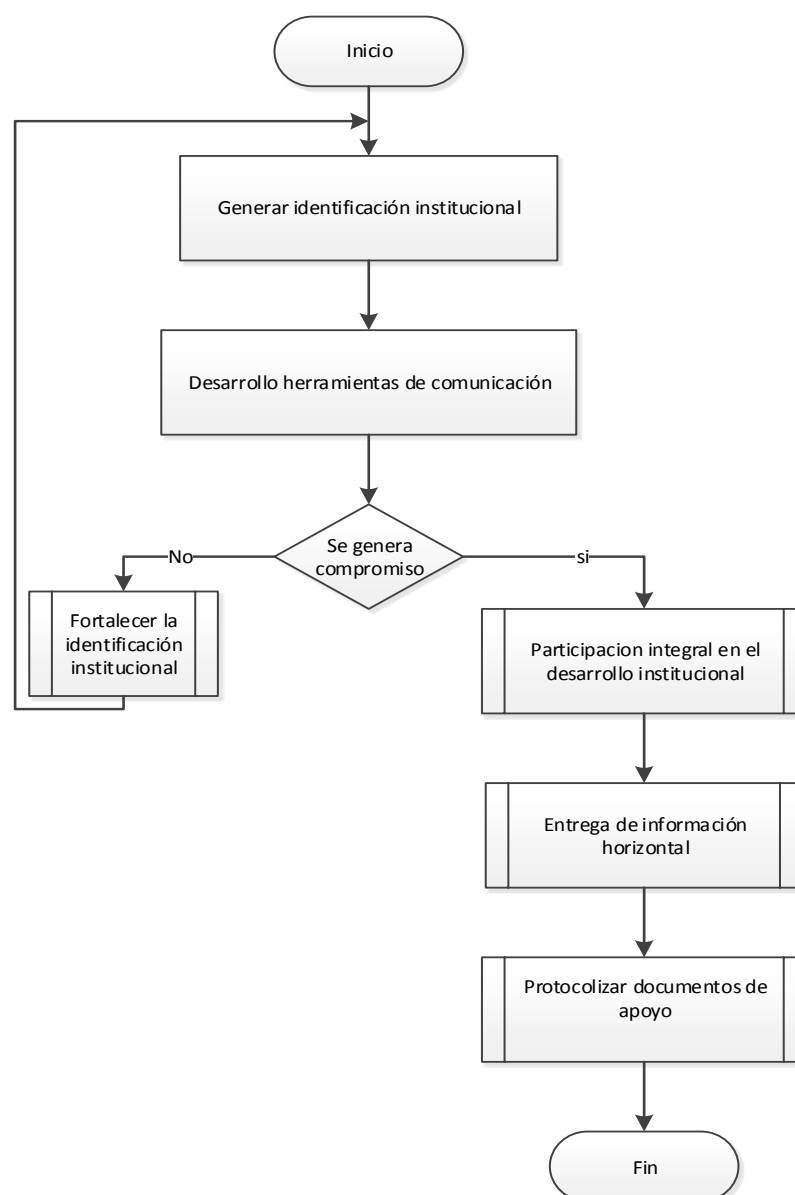 Inicio
Generar identificación institucional
Desarrollo herramientas de comunicación
Se genera
compromiso
No
si
Fortalecer la
identificación
institucional
Participacion integral en el
desarrollo institucional
Entrega de información
horizontal
Protocolizar documentos de
apoyo
Fin